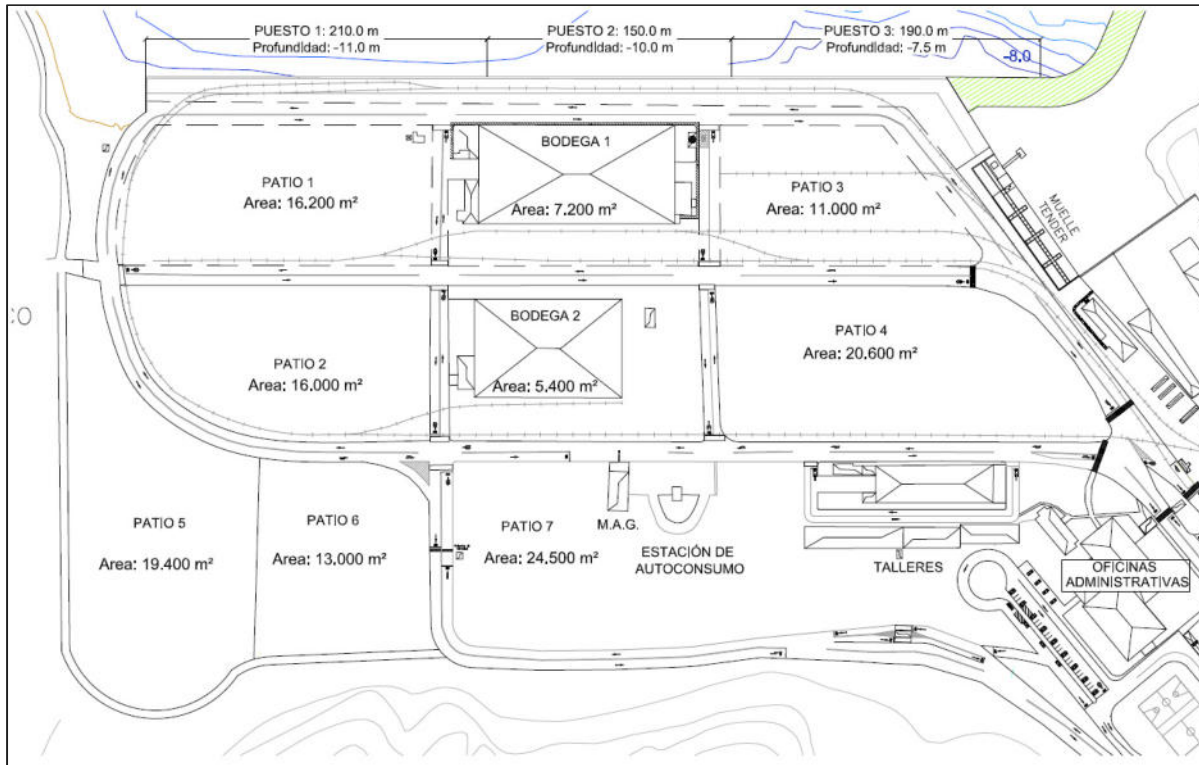 PUESTO 1: 210.0 m
Profundidad: -11.0 m
PUESTO 2: 150.0 m
Profundidad: -10.0 m
PUESTO 3: 190.0 m
Profundidad: -7.5 m
-8.0
BODEGA 1
Area: 7.200 m²
PATIO 1
Area: 16.200 m²
PATIO 3
Area: 11.000 m²
MUELLE
TENDER
BODEGA 2
Area: 5.400 m²
PATIO 2
Area: 16.000 m²
PATIO 4
Area: 20.600 m²
PATIO 5
Area: 19.400 m²
PATIO 6
Area: 13.000 m²
PATIO 7
Area: 24.500 m²
M.A.G.
ESTACIÓN DE
AUTOCONSUMO
TALLERES
OFICINAS
ADMINISTRATIVAS